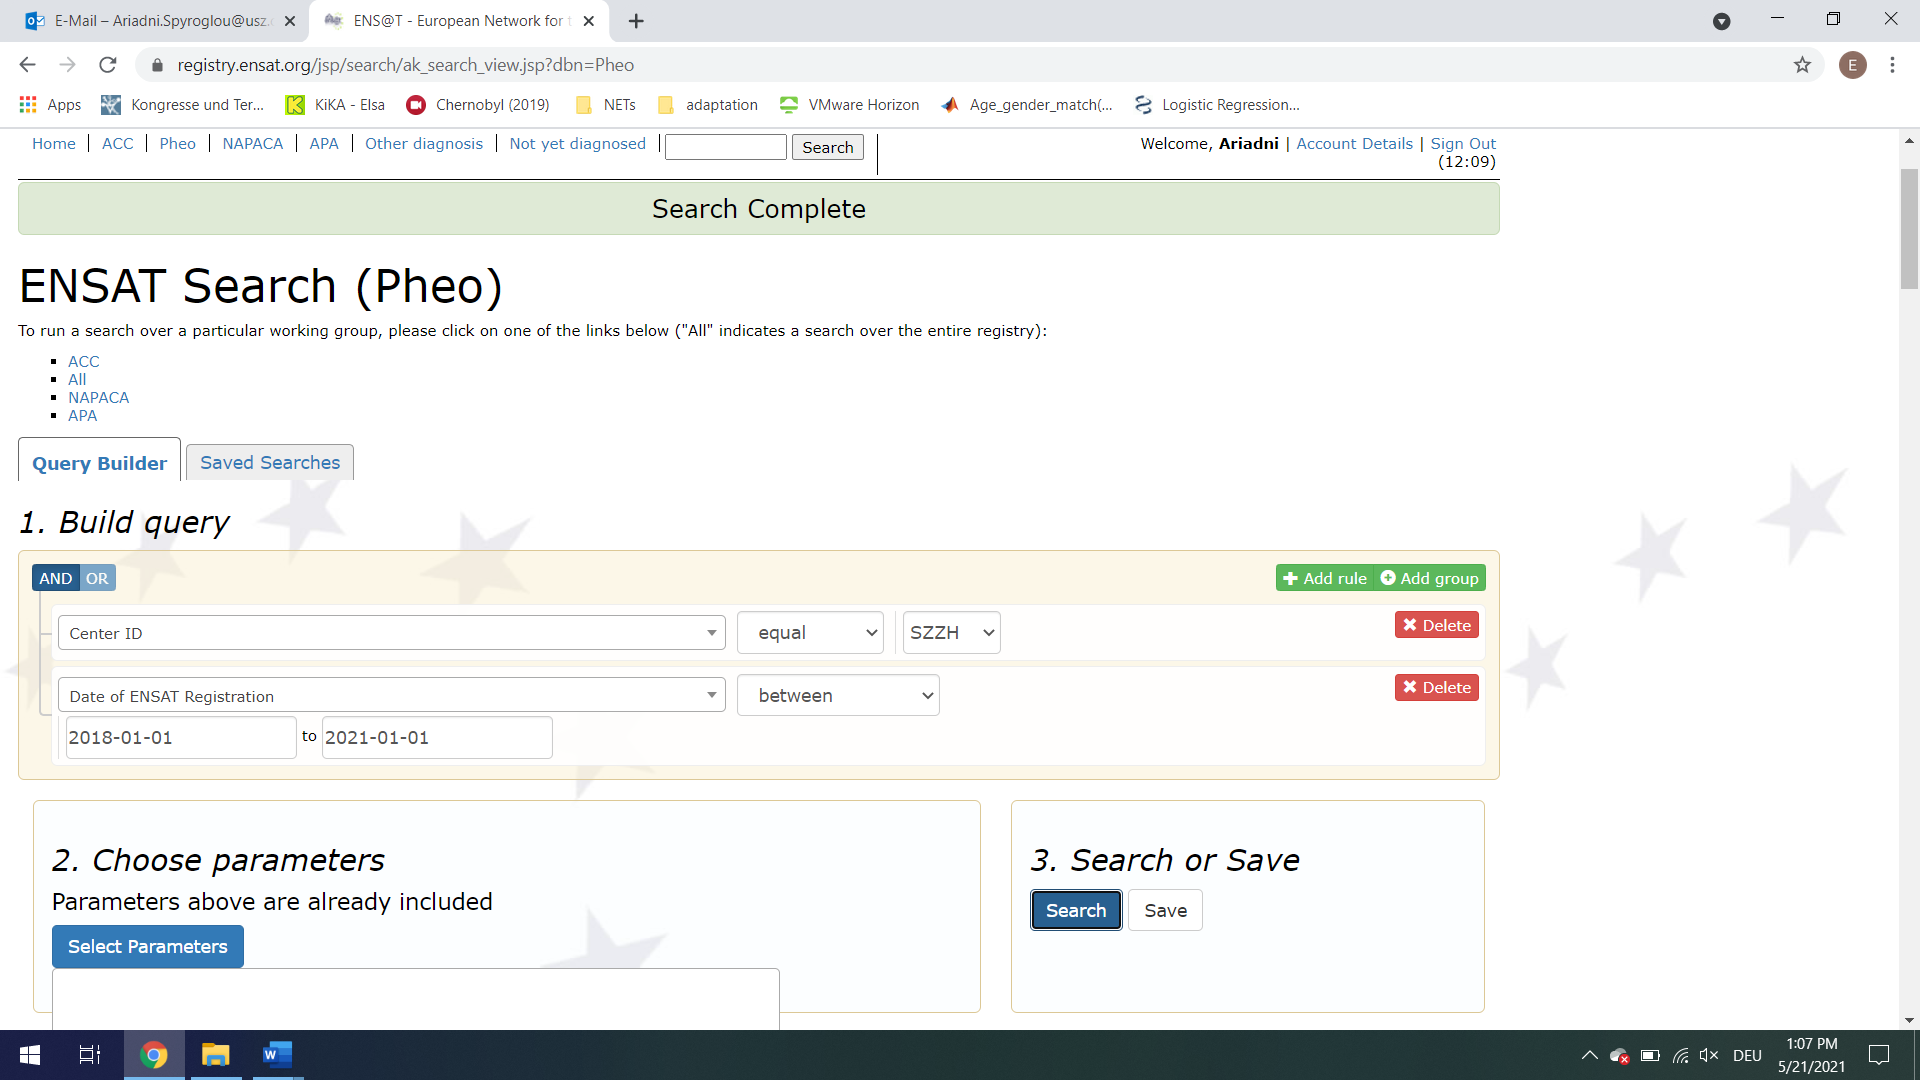 E-Mail – Ariadni.Spyroglou@usz.
ENS@T - European Network for t
registry.ensat.org/jsp/search/ak_search_view.jsp?dbn=Pheo
E
Apps
Kongresse und Ter...
KiKA - Elsa
Chernobyl (2019)
NETs
adaptation
VMware Horizon
Age_gender_match(...
Logistic Regression...
Home | ACC | Pheo | NAPACA | APA | Other diagnosis | Not yet diagnosed | Search
Welcome, Ariadni | Account Details | Sign Out
(12:09)
Search Complete
ENSAT Search (Pheo)
To run a search over a particular working group, please click on one of the links below ("All" indicates a search over the entire registry):
ACC
All
NAPACA
APA
Query Builder
Saved Searches
1. Build query
AND OR
Add rule
Add group
Center ID
equal
SZZH
Delete
Date of ENSAT Registration
between
Delete
2018-01-01 to 2021-01-01
2. Choose parameters
Parameters above are already included
Select Parameters
3. Search or Save
Search
Save
DEU
1:07 PM
5/21/2021